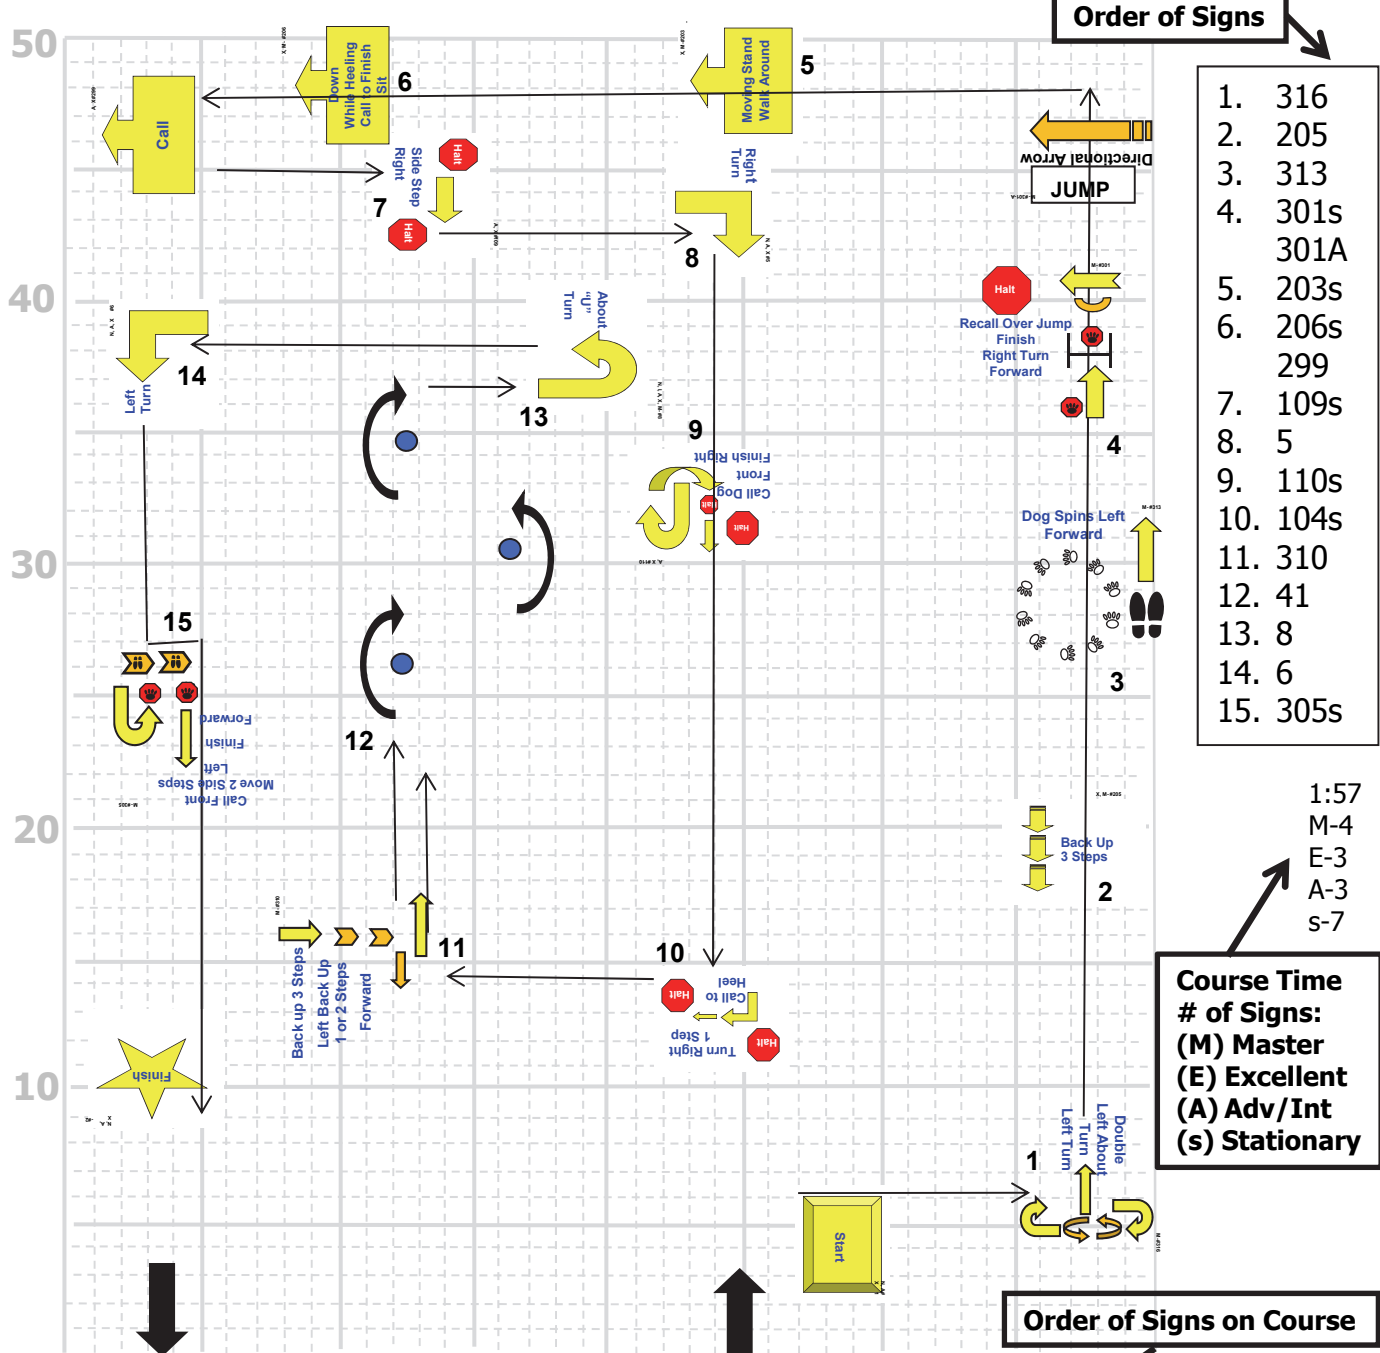 Order of Signs
50
40
30
20
10
1. 316
2. 205
3. 313
4. 301s
301A
5. 203s
6. 206s
299
7. 109s
8. 5
9. 110s
10. 104s
11. 310
12. 41
13. 8
14. 6
15. 305s
1:57
M-4
E-3
A-3
s-7
Course Time
# of Signs:
(M) Master
(E) Excellent
(A) Adv/Int
(s) Stationary
Order of Signs on Course
Call
Down
While Heeling
Call to Finish
Sit
6
Moving Stand
Walk Around
5
Directional Arrow
JUMP
Side Step
Right
Halt
Halt
7
Right
Turn
8
Halt
M-#301
Recall Over Jump
Finish
Right Turn
Forward
4
About
"U"
Turn
13
Left
Turn
14
9
Call Dog
Front
Finish Right
Halt
Halt
Dog Spins Left
Forward
M-#313
3
X, M-#205
Back Up
3 Steps
2
15
Call Front
Move 2 Side Steps
Left
Finish
Forward
M-#305
12
11
Back up 3 Steps
Left Back Up
1 or 2 Steps
Forward
10
Halt
Call to
Heel
Turn Right
1 Step
Halt
Finish
1
Double
Left About
Turn
Left Turn
M-#316
Start